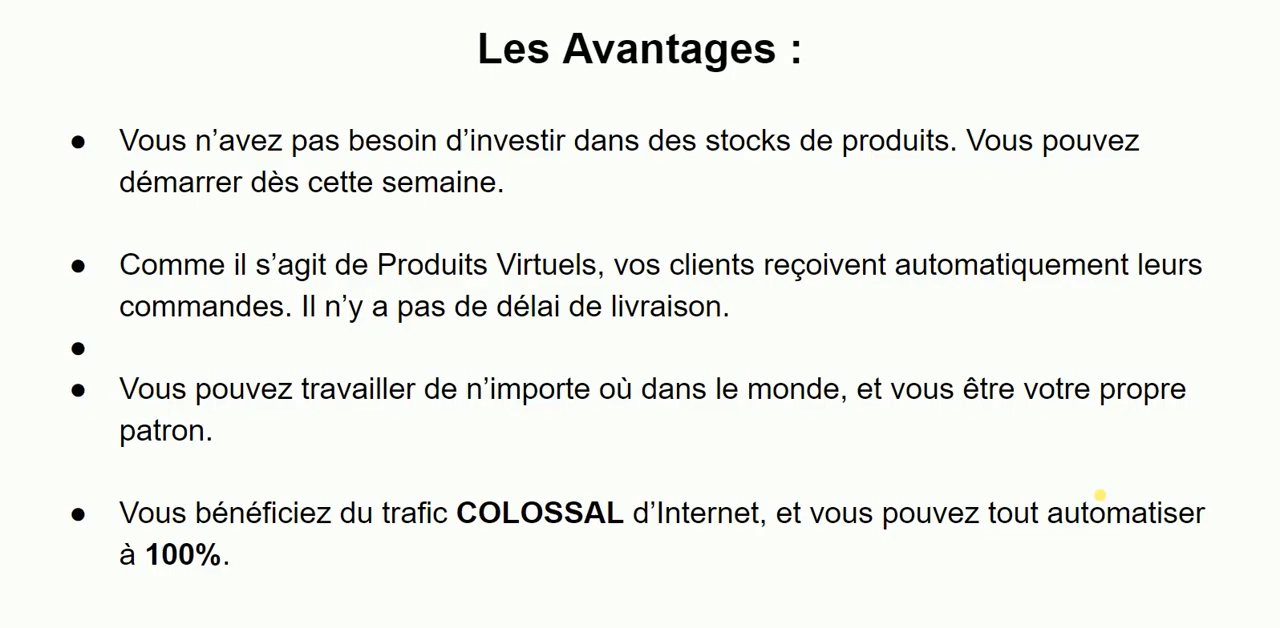 Les Avantages :
● Vous n’avez pas besoin d’investir dans des stocks de produits. Vous pouvez
démarrer dès cette semaine.
● Comme il s’agit de Produits Virtuels, vos clients reçoivent automatiquement leurs
commandes. Il n’y a pas de délai de livraison.
●
● Vous pouvez travailler de n’importe où dans le monde, et vous être votre propre
patron.
● Vous bénéficiez du trafic COLOSSAL d’Internet, et vous pouvez tout automatiser
à 100%.